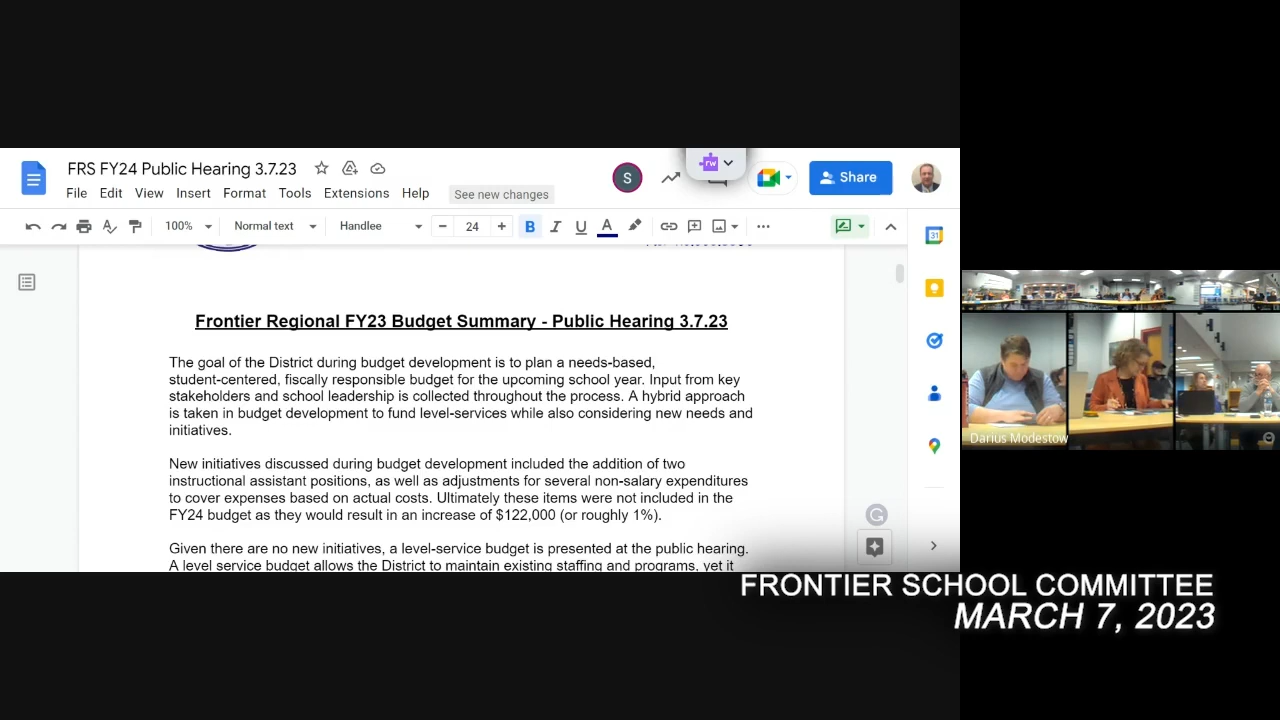 FRS FY24 Public Hearing 3.7.23
File Edit View Insert Format Tools Extensions Help See new changes
S
rw
Share
100% Normal text Handlee 24 B I U A
31
Frontier Regional FY23 Budget Summary - Public Hearing 3.7.23
The goal of the District during budget development is to plan a needs-based,
student-centered, fiscally responsible budget for the upcoming school year. Input from key
stakeholders and school leadership is collected throughout the process. A hybrid approach
is taken in budget development to fund level-services while also considering new needs and
initiatives.
New initiatives discussed during budget development included the addition of two
instructional assistant positions, as well as adjustments for several non-salary expenditures
to cover expenses based on actual costs. Ultimately these items were not included in the
FY24 budget as they would result in an increase of $122,000 (or roughly 1%).
Given there are no new initiatives, a level-service budget is presented at the public hearing.
A level service budget allows the District to maintain existing staffing and programs, yet it
Darius Modestow
FRONTIER SCHOOL COMMITTEE
MARCH 7, 2023